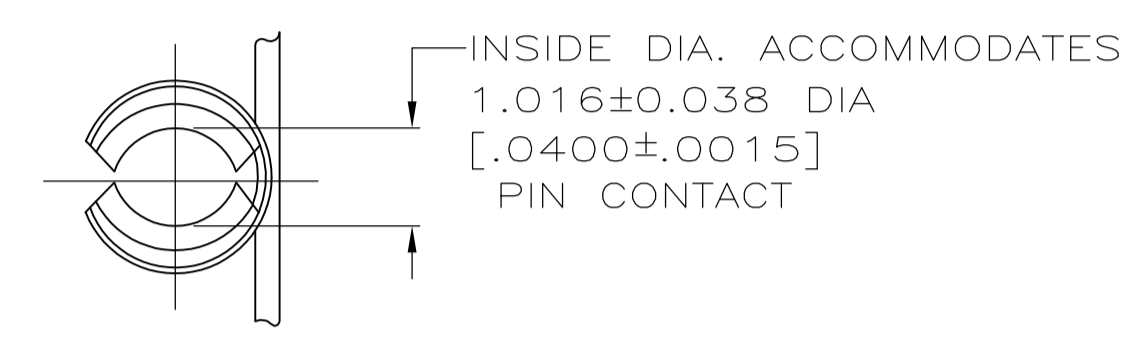 INSIDE DIA. ACCOMMODATES
1.016±0.038 DIA
[.0400±.0015]
PIN CONTACT